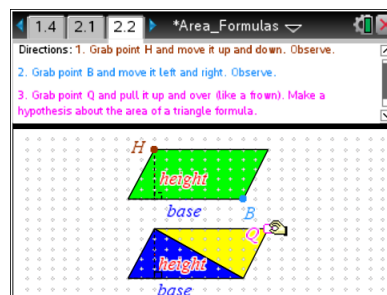 1.4 2.1 2.2 *Area_Formulas
Directions: 1. Grab point H and move it up and down. Observe.
2. Grab point B and move it left and right. Observe.
3. Grab point Q and pull it up and over (like a frown). Make a
hypothesis about the area of a triangle formula.
H
height
base
B
Q
height
base